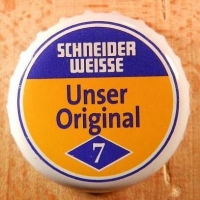 SCHNEIDER
WEISSE
Unser
Original
7